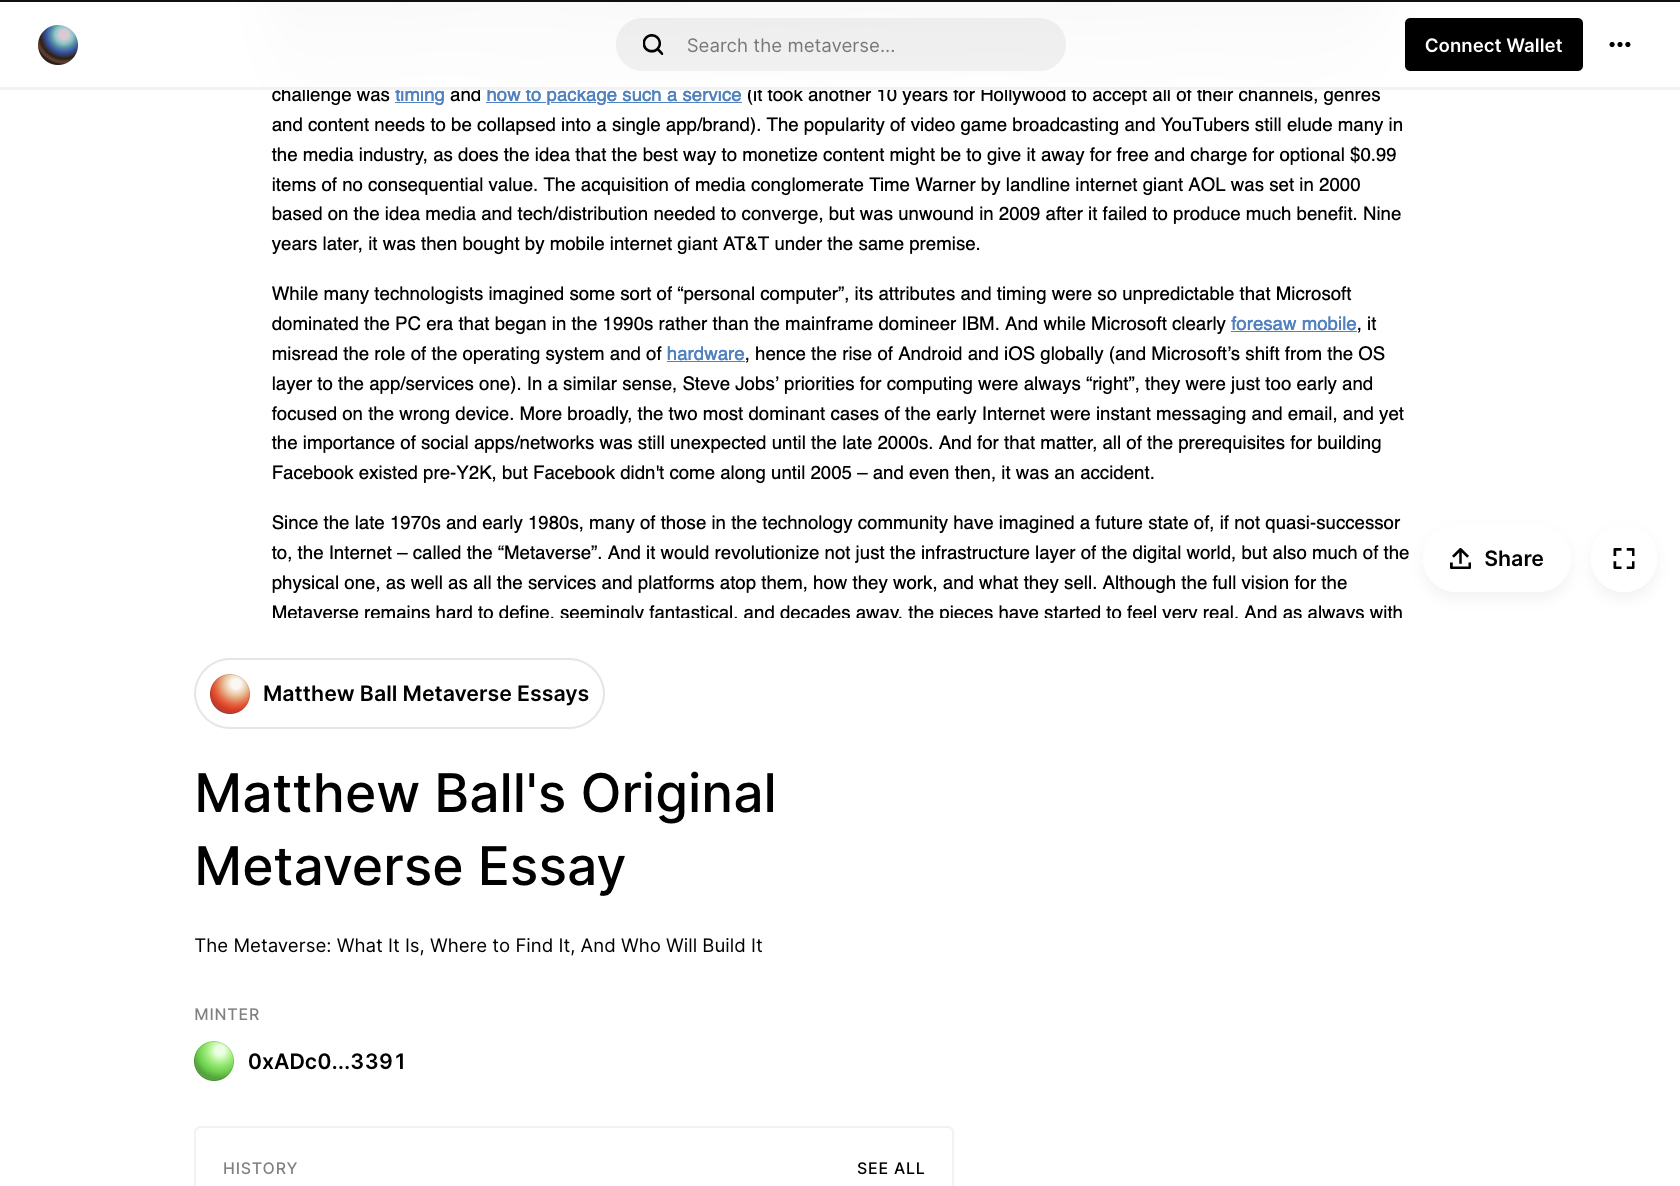 Search the metaverse...
Connect Wallet
challenge was timing and how to package such a service (it took another 10 years for Hollywood to accept all of their channels, genres
and content needs to be collapsed into a single app/brand). The popularity of video game broadcasting and YouTubers still elude many in
the media industry, as does the idea that the best way to monetize content might be to give it away for free and charge for optional $0.99
items of no consequential value. The acquisition of media conglomerate Time Warner by landline internet giant AOL was set in 2000
based on the idea media and tech/distribution needed to converge, but was unwound in 2009 after it failed to produce much benefit. Nine
years later, it was then bought by mobile internet giant AT&T under the same premise.
While many technologists imagined some sort of “personal computer”, its attributes and timing were so unpredictable that Microsoft
dominated the PC era that began in the 1990s rather than the mainframe domineer IBM. And while Microsoft clearly foresaw mobile, it
misread the role of the operating system and of hardware, hence the rise of Android and iOS globally (and Microsoft’s shift from the OS
layer to the app/services one). In a similar sense, Steve Jobs’ priorities for computing were always “right”, they were just too early and
focused on the wrong device. More broadly, the two most dominant cases of the early Internet were instant messaging and email, and yet
the importance of social apps/networks was still unexpected until the late 2000s. And for that matter, all of the prerequisites for building
Facebook existed pre-Y2K, but Facebook didn't come along until 2005 – and even then, it was an accident.
Since the late 1970s and early 1980s, many of those in the technology community have imagined a future state of, if not quasi-successor
to, the Internet – called the “Metaverse”. And it would revolutionize not just the infrastructure layer of the digital world, but also much of the
physical one, as well as all the services and platforms atop them, how they work, and what they sell. Although the full vision for the
Metaverse remains hard to define, seemingly fantastical, and decades away, the pieces have started to feel very real. And as always with
Share
Matthew Ball Metaverse Essays
Matthew Ball's Original
Metaverse Essay
The Metaverse: What It Is, Where to Find It, And Who Will Build It
MINTER
0xADc0...3391
HISTORY
SEE ALL